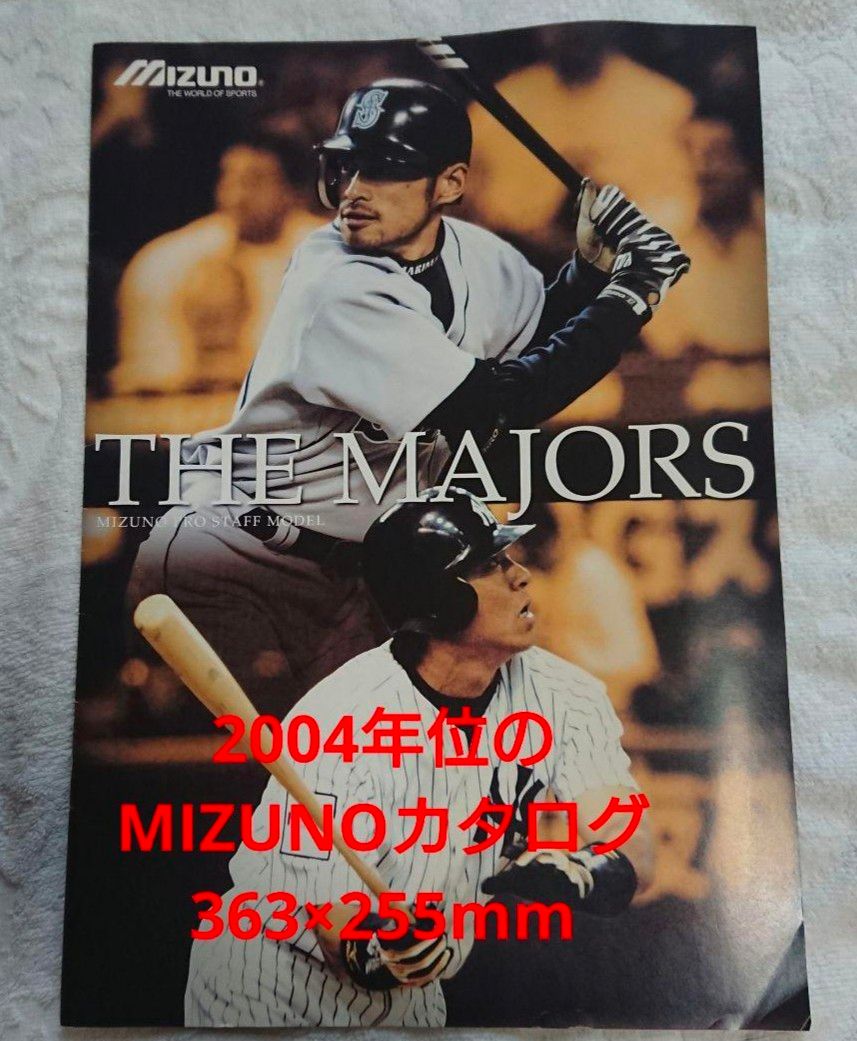 MIZUNO
THE WORLD OF SPORTS
THE MAJORS
MIZUNO PRO STAFF MODEL
2004年位の
MIZUNOカタログ
363×255mm